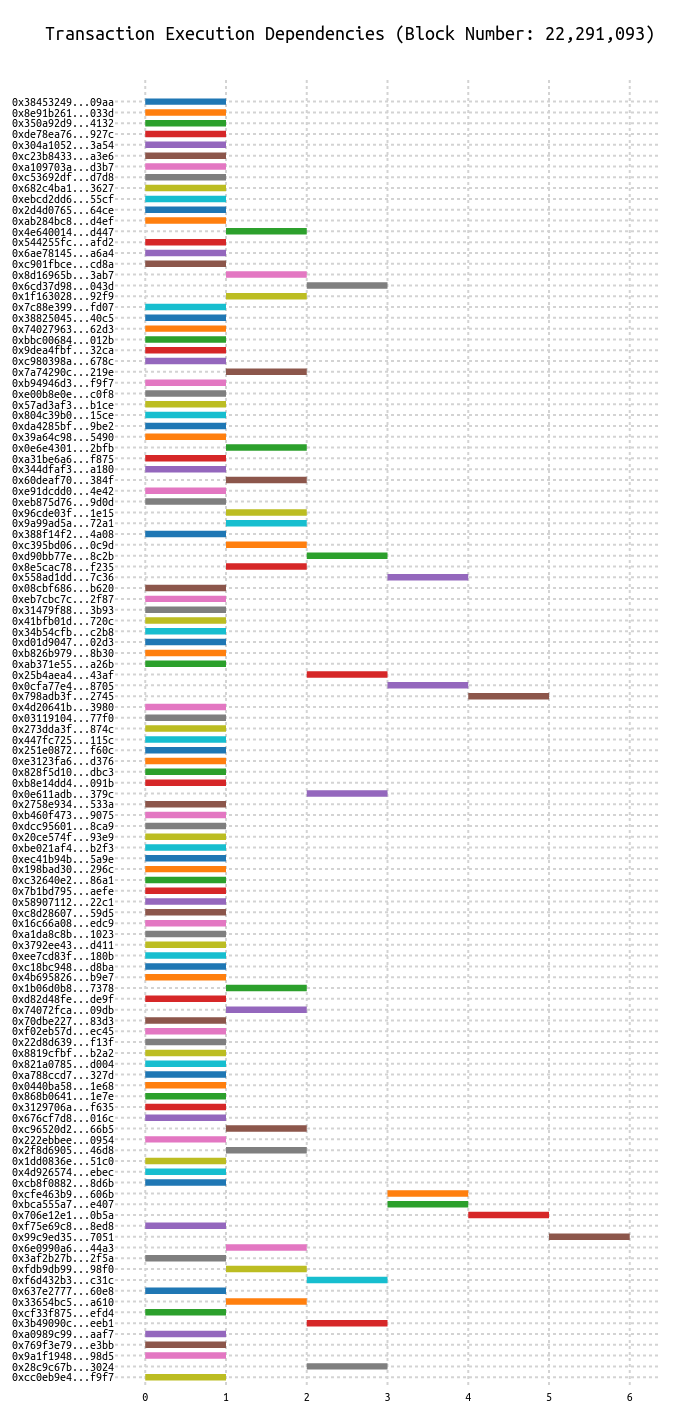 Transaction Execution Dependencies (Block Number: 22,291,093)
0x38453249...09aa
0x8e91b261...033d
0x350a92d9...4132
0xde78ea76...927c
0x304a1052...3a54
0xc23b8433...a3e6
0xa109703a...d3b7
0xc53692df...d7d8
0x682c4ba1...3627
0xebcd2dd6...55cf
0x2d4d0765...64ce
0xab284bc8...d4ef
0x4e640014...d447
0x544255fc...afd2
0x6ae78145...a6a4
0xc901fbce...cd8a
0x8d16965b...3ab7
0x6cd37d98...043d
0x1f163028...92f9
0x7c88e399...fd07
0x38825045...40c5
0x74027963...62d3
0xbbc00684...012b
0x9dea4fbf...32ca
0xc980398a...678c
0x7a74290c...219e
0xb94946d3...f9f7
0xe00b8e0e...c0f8
0x57ad3af3...b1ce
0x804c39b0...15ce
0xda4285bf...9be2
0x39a64c98...5490
0x0e6e4301...2bfb
0xa31be6a6...f875
0x344dfaf3...a180
0x60deaf70...384f
0xe91dcdd0...4e42
0xeb875d76...9d0d
0x96cde03f...1e15
0x9a99ad5a...72a1
0x388f14f2...4a08
0xc395bd06...0c9d
0xd90bb77e...8c2b
0x8e5cac78...f235
0x558ad1dd...7c36
0x08cbf686...b620
0xeb7cbc7c...2f87
0x31479f88...3b93
0x41bfb01d...720c
0x34b54cfb...c2b8
0xd01d9047...02d3
0xb826b979...8b30
0xab371e55...a26b
0x25b4aea4...43af
0x0cfa77e4...8705
0x798adb3f...2745
0x4d20641b...3980
0x03119104...77f0
0x273dda3f...874c
0x447fc725...115c
0x251e0872...f60c
0xe3123fa6...d376
0x828f5d10...dbc3
0xb8e14dd4...091b
0x0e611adb...379c
0x2758e934...533a
0xb460f473...9075
0xdcc95601...8ca9
0x20ce574f...93e9
0xbe021af4...b2f3
0xec41b94b...5a9e
0x198bad30...296c
0xc32640e2...86a1
0x7b1bd795...aefe
0x58907112...22c1
0xc8d28607...59d5
0x16c66a08...edc9
0xa1da8c8b...1023
0x3792ee43...d411
0xee7cd83f...180b
0xc18bc948...d8ba
0x4b695826...b9e7
0x1b06d0b8...7378
0xd82d48fe...de9f
0x74072fca...09db
0x70dbe227...83d3
0xf02eb57d...ec45
0x22d8d639...f13f
0x8819cfbf...b2a2
0x821a0785...d004
0xa788ccd7...327d
0x0440ba58...1e68
0x868b0641...1e7e
0x3129706a...f635
0x676cf7d8...016c
0xc96520d2...66b5
0x222ebbee...0954
0x2f8d6905...46d8
0x1dd0836e...51c0
0x4d926574...ebec
0xcb8f0882...8d6b
0xcfe463b9...606b
0xbca555a7...e407
0x706e12e1...0b5a
0xf75e69c8...8ed8
0x99c9ed35...7051
0x6e0990a6...44a3
0x3af2b27b...2f5a
0xfdb9db99...98f0
0xf6d432b3...c31c
0x637e2777...60e8
0x33654bc5...a610
0xcf33f875...efd4
0x3b49090c...eeb1
0xa0989c99...aaf7
0x769f3e79...e3bb
0x9a1f1948...98d5
0x28c9c67b...3024
0xcc0eb9e4...f9f7
0 1 2 3 4 5 6